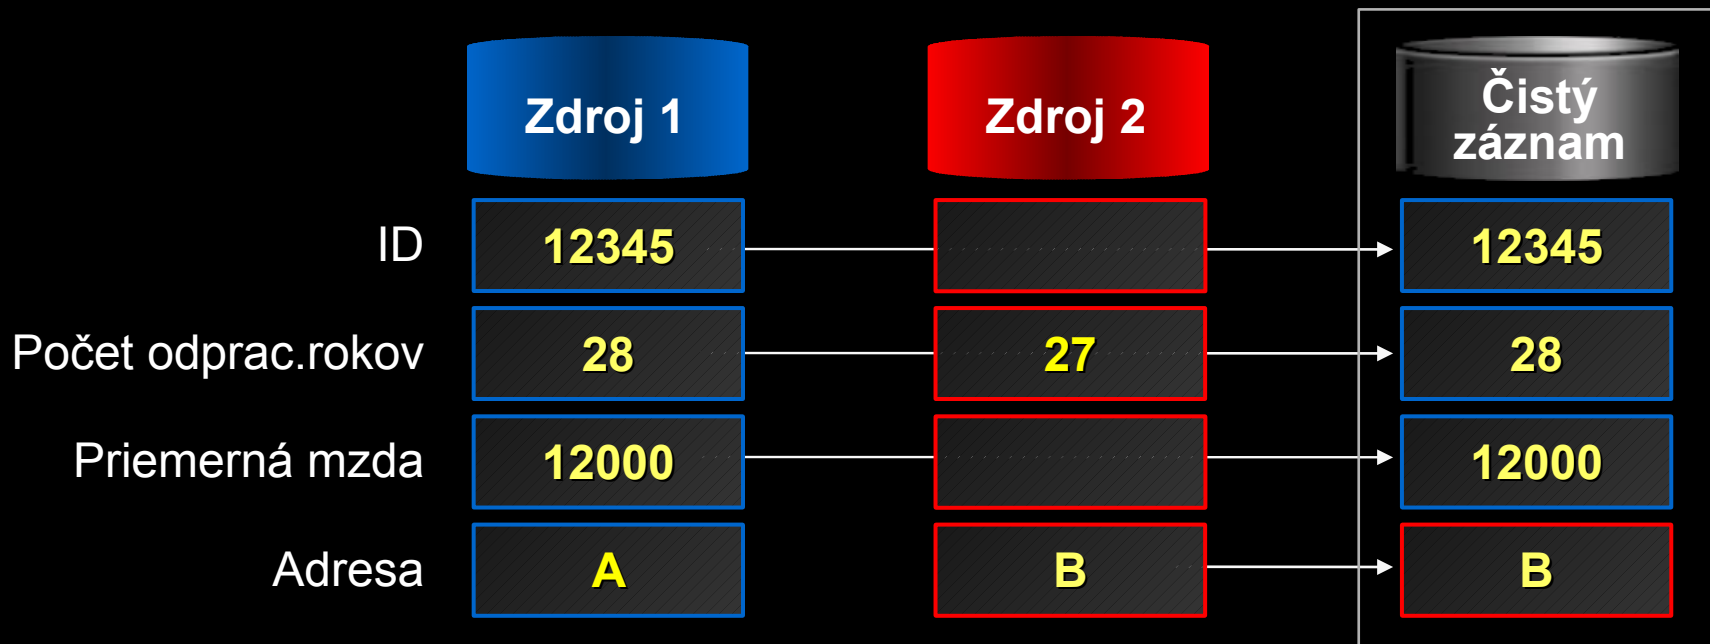 Zdroj 1
Zdroj 2
Čistý
záznam
ID
12345
12345
Počet odprac.rokov
28
27
28
Priemerná mzda
12000
12000
Adresa
A
B
B